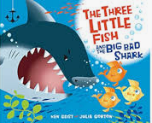 THE THREE
LITTLE FISH
AND THE
BIG BAD
SHARK
KEN GEIST · JULIA GORTON